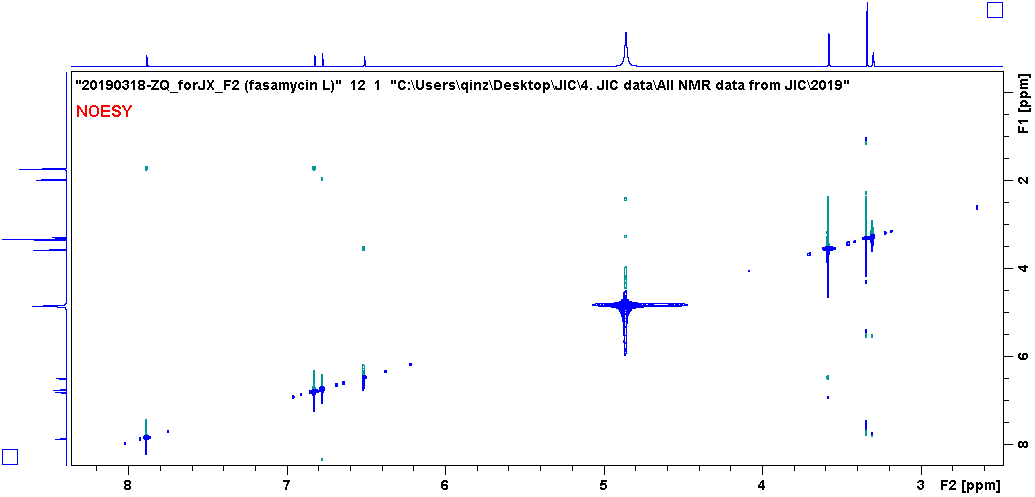 "20190318-ZQ_forJX_F2 (fasamycin L)" 12 1 "C:\Users\qinz\Desktop\JIC\4. JIC data\All NMR data from JIC\2019"
NOESY
F1 [ppm]
2
4
6
8
8 7 6 5 4 3 F2 [ppm]